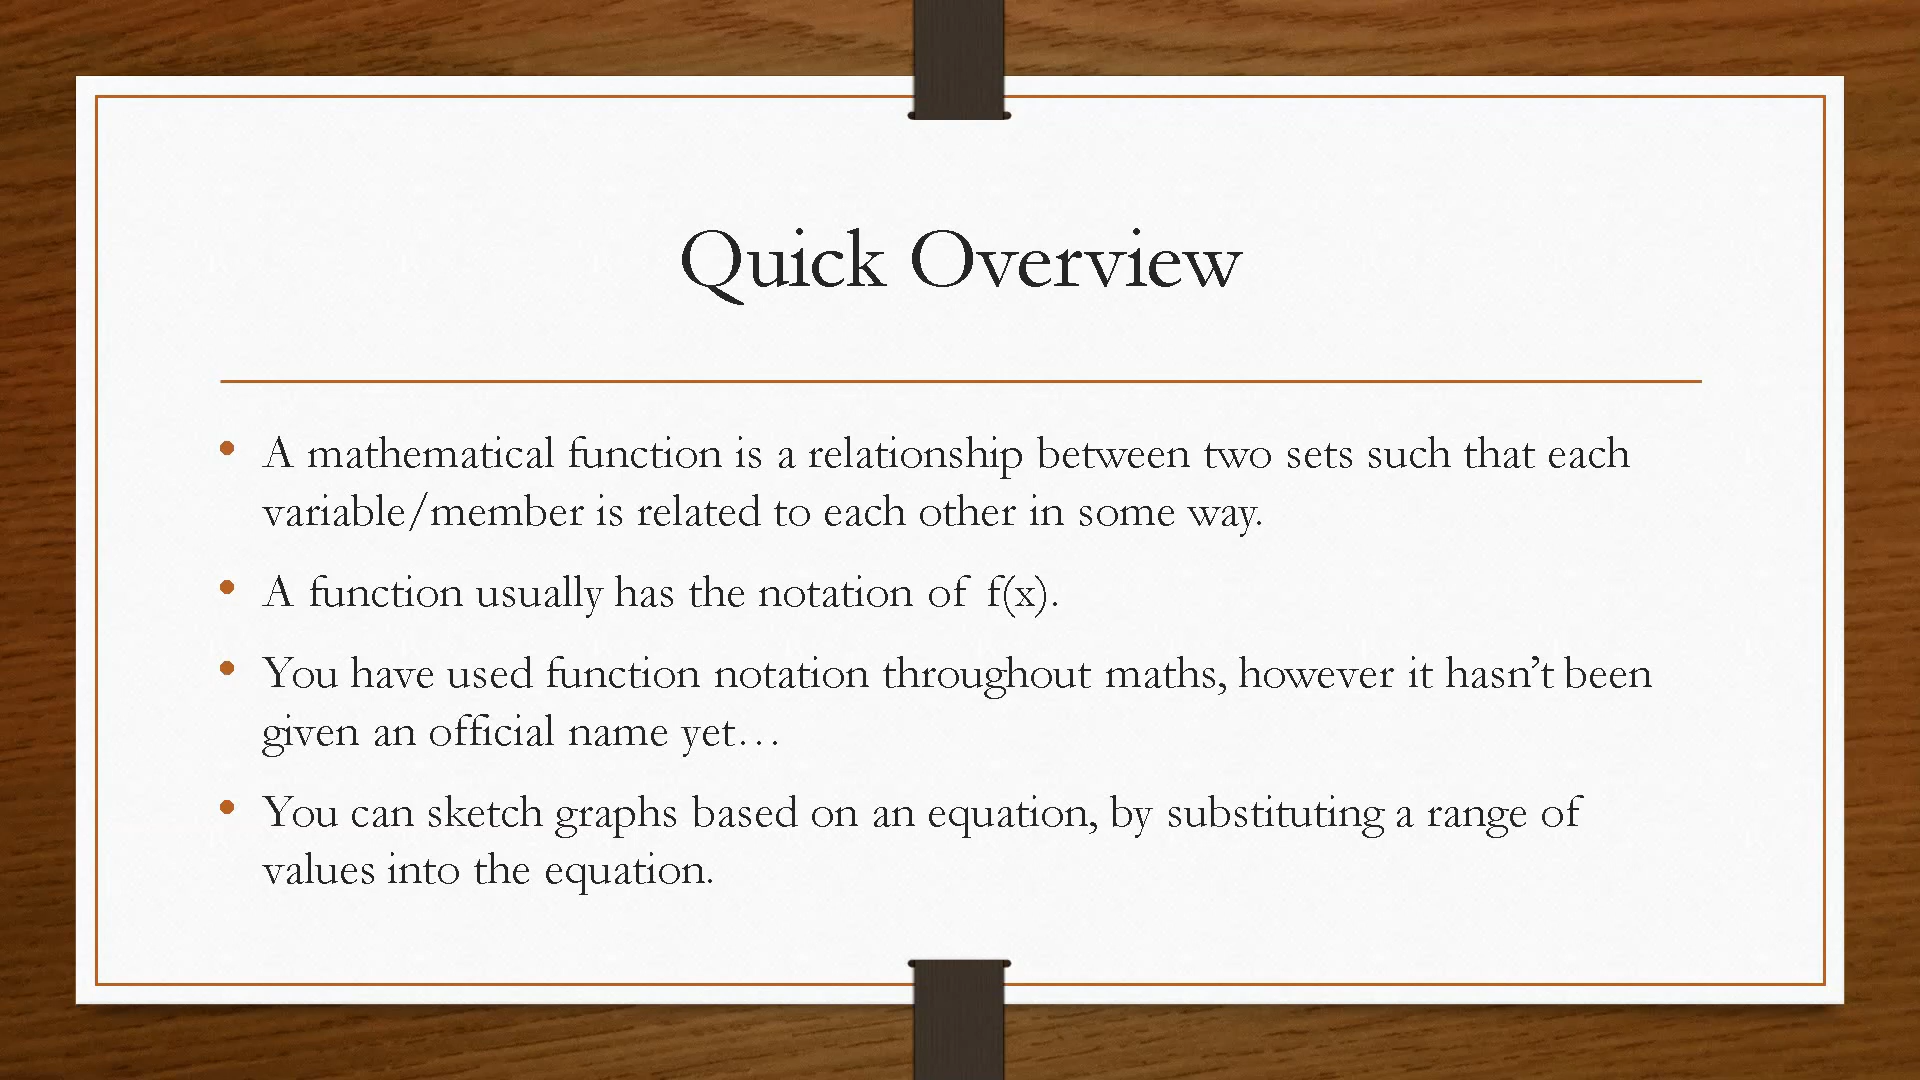 Quick Overview
• A mathematical function is a relationship between two sets such that each
variable/member is related to each other in some way.
• A function usually has the notation of f(x).
• You have used function notation throughout maths, however it hasn’t been
given an official name yet…
• You can sketch graphs based on an equation, by substituting a range of
values into the equation.